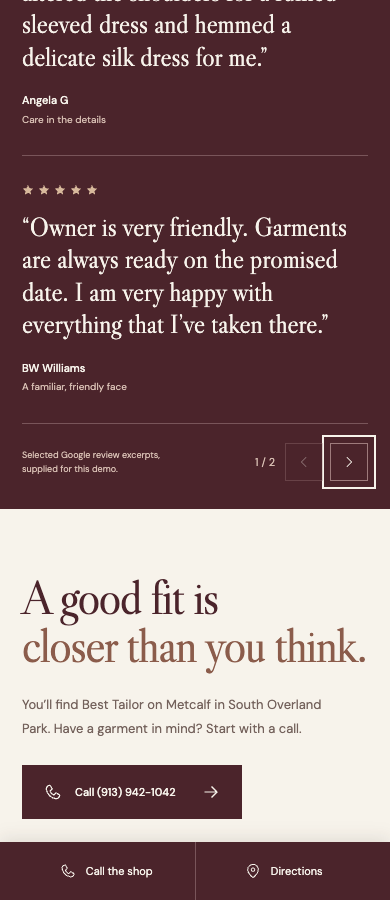 sleeved dress and hemmed a
delicate silk dress for me.”
Angela G
Care in the details
“Owner is very friendly. Garments
are always ready on the promised
date. I am very happy with
everything that I’ve taken there.”
BW Williams
A familiar, friendly face
Selected Google review excerpts,
supplied for this demo.
1 / 2
A good fit is
closer than you think.
You’ll find Best Tailor on Metcalf in South Overland
Park. Have a garment in mind? Start with a call.
Call (913) 942-1042
Call the shop
Directions